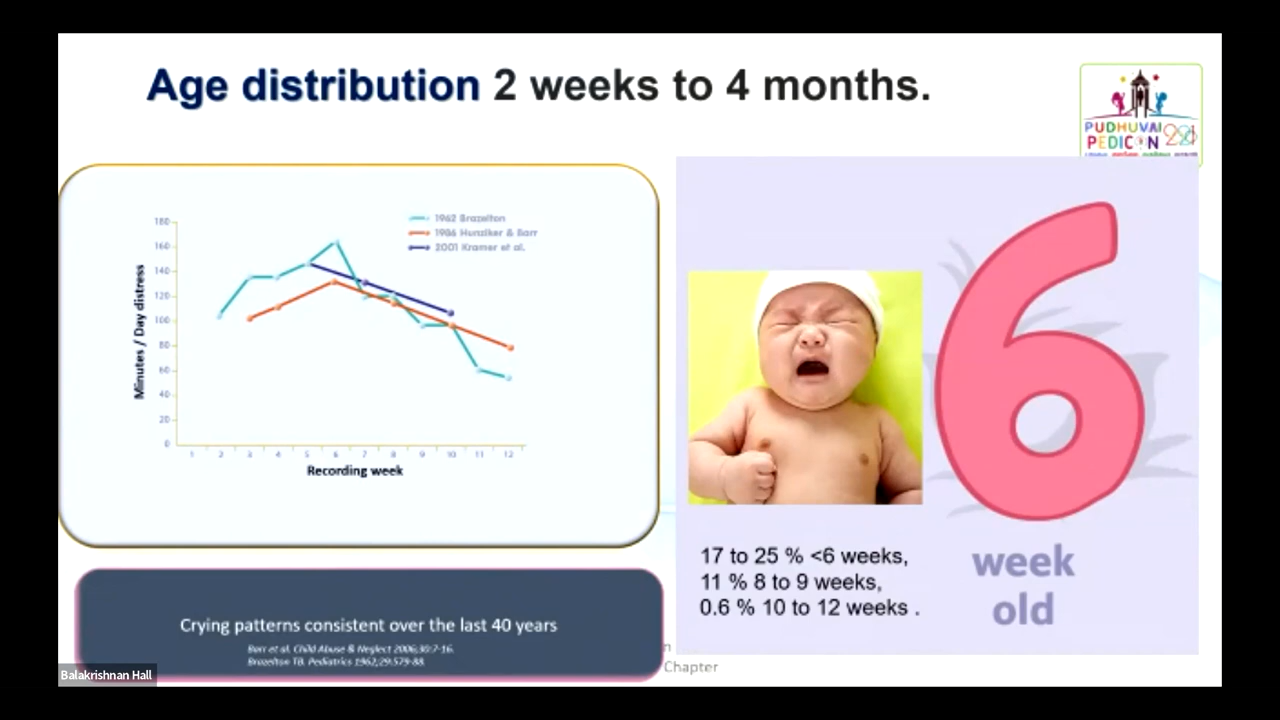 Age distribution 2 weeks to 4 months.
PUDHUVAI
PEDICON
1962 Brazelton
1986 Hunziker & Barr
2001 Kramer et al.
Minutes / Day distress
180
160
140
120
100
80
60
40
20
0
1 2 3 4 5 6 7 8 9 10 11 12
Recording week
Crying patterns consistent over the last 40 years
Barr et al. Child Abuse & Neglect 2006;30:7-16.
Brazelton TB. Pediatrics 1962;29:579-88.
6
week
old
17 to 25 % <6 weeks,
11 % 8 to 9 weeks,
0.6 % 10 to 12 weeks .
n
Chapter
Balakrishnan Hall